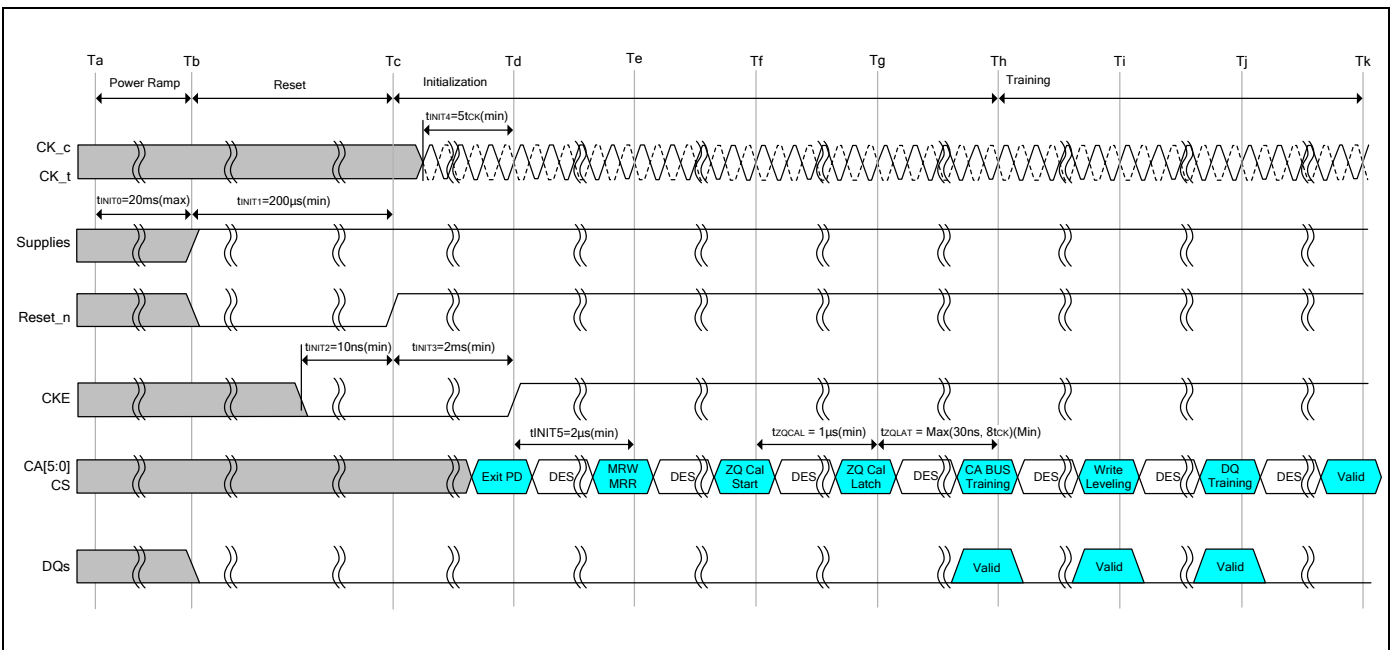 Ta Tb Tc Td Te Tf Tg Th Ti Tj Tk
Power Ramp Reset Initialization Training
tINIT4=5tCK(min)
CK_c
CK_t
tINIT0=20ms(max) tINIT1=200µs(min)
Supplies
Reset_n
tINIT2=10ns(min) tINIT3=2ms(min)
CKE
tINIT5=2µs(min) tZQCAL = 1µs(min) tZQLAT = Max(30ns, 8tCK)(Min)
CA[5:0]
CS
Exit PD DES MRW DES ZQ Cal DES ZQ Cal DES CA BUS DES Write DES DQ DES Valid
MRR Start Latch Training Leveling Training
DQs Valid Valid Valid